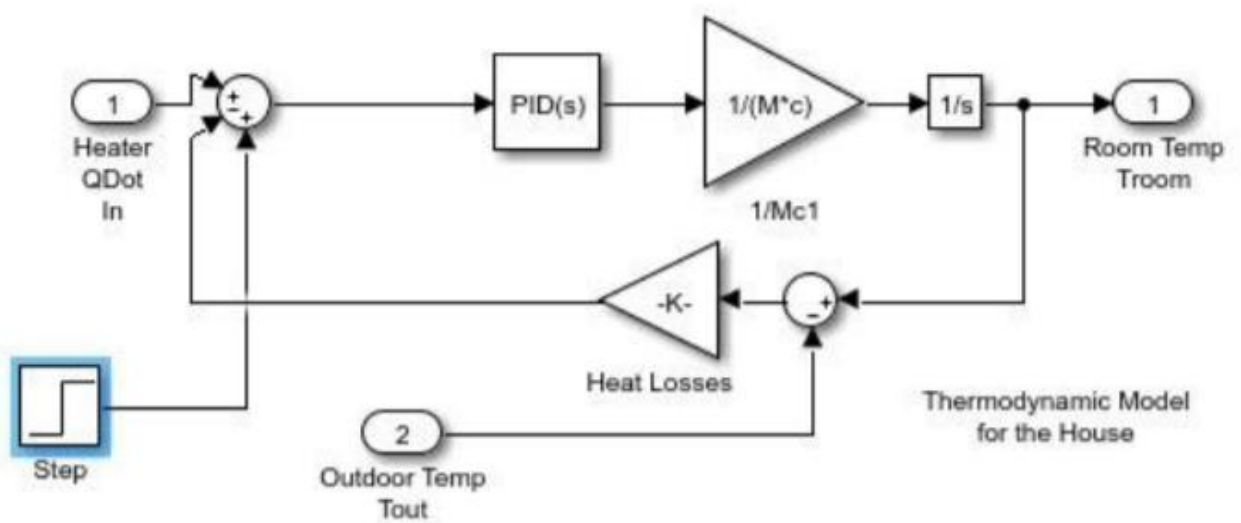 1
Heater
QDot
In
+
−
+
PID(s)
1/(M*c)
1/Mc1
1/s
1
Room Temp
Troom
-K-
Heat Losses
+
−
Step
2
Outdoor Temp
Tout
Thermodynamic Model
for the House